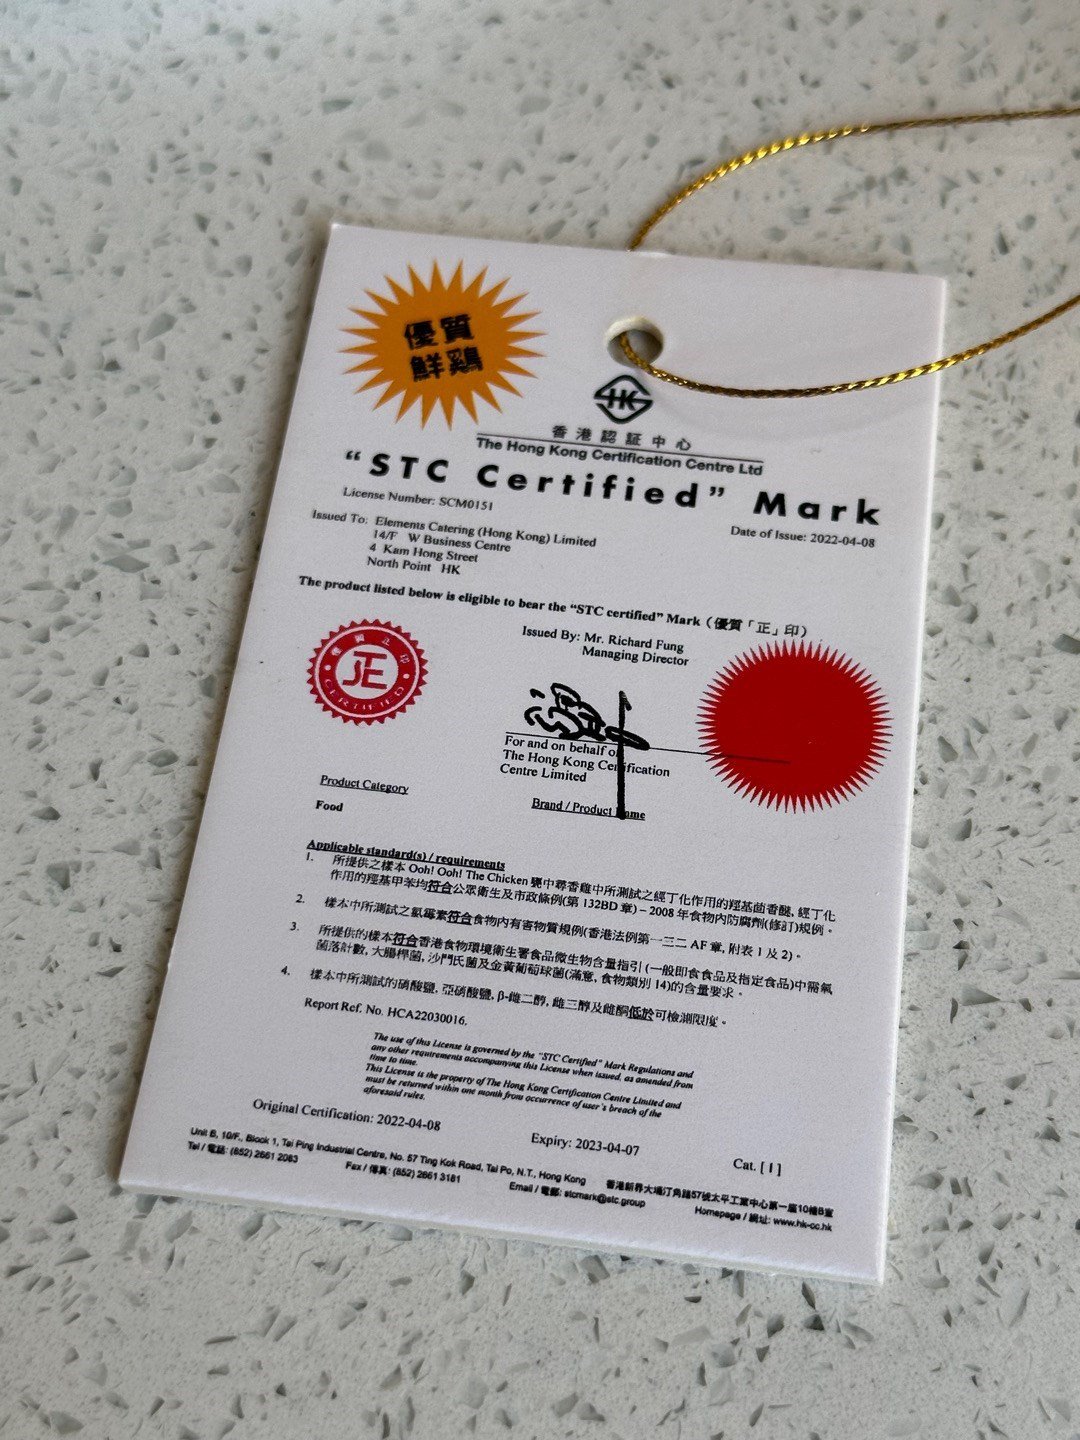 優質
鮮鷄
HK
香港認証中心
The Hong Kong Certification Centre Ltd
“STC Certified” Mark
License Number: SCM0151
Date of Issue: 2022-04-08
Issued To: Elements Catering (Hong Kong) Limited
14/F W Business Centre
4 Kam Hong Street
North Point HK
The product listed below is eligible to bear the “STC certified” Mark (優質「正」印)
Issued By: Mr. Richard Fung
Managing Director
優質正印
正
CERTIFIED
For and on behalf of
The Hong Kong Certification
Centre Limited
Product Category
Brand / Product Name
Food
Applicable standard(s) / requirements
1. 所提供之樣本 Ooh! Ooh! The Chicken 甕中尋香雞中所測試之經丁化作用的羥基茴香醚, 經丁化
作用的羥基甲苯均符合公眾衛生及市政條例(第 132BD 章) – 2008 年食物內防腐劑(修訂)規例。
2. 樣本中所測試之氯霉素符合食物內有害物質規例(香港法例第一三二 AF 章, 附表 1 及 2)。
3. 所提供的樣本符合香港食物環境衛生署食品微生物含量指引 (一般即食食品及指定食品)中需氧
菌落計數, 大腸桿菌, 沙門氏菌及金黃葡萄球菌(滿意, 食物類別 14)的含量要求。
4. 樣本中所測試的硝酸鹽, 亞硝酸鹽, β-雌二醇, 雌三醇及雌酮低於可檢測限度。
Report Ref. No. HCA22030016.
The use of this License is governed by the "STC Certified" Mark Regulations and
any other requirements accompanying this License when issued, as amended from
time to time.
This License is the property of The Hong Kong Certification Centre Limited and
must be returned within one month from occurrence of user's breach of the
aforesaid rules.
Original Certification: 2022-04-08
Expiry: 2023-04-07
Cat. [ I ]
Unit B, 10/F., Block 1, Tai Ping Industrial Centre, No. 57 Ting Kok Road, Tai Po, N.T., Hong Kong 香港新界大埔汀角路57號太平工業中心第一座10樓B室
Tel / 電話: (852) 2661 2083 Fax / 傳真: (852) 2661 3181 Email / 電郵: stcmark@stc.group Homepage / 網址: www.hk-cc.hk